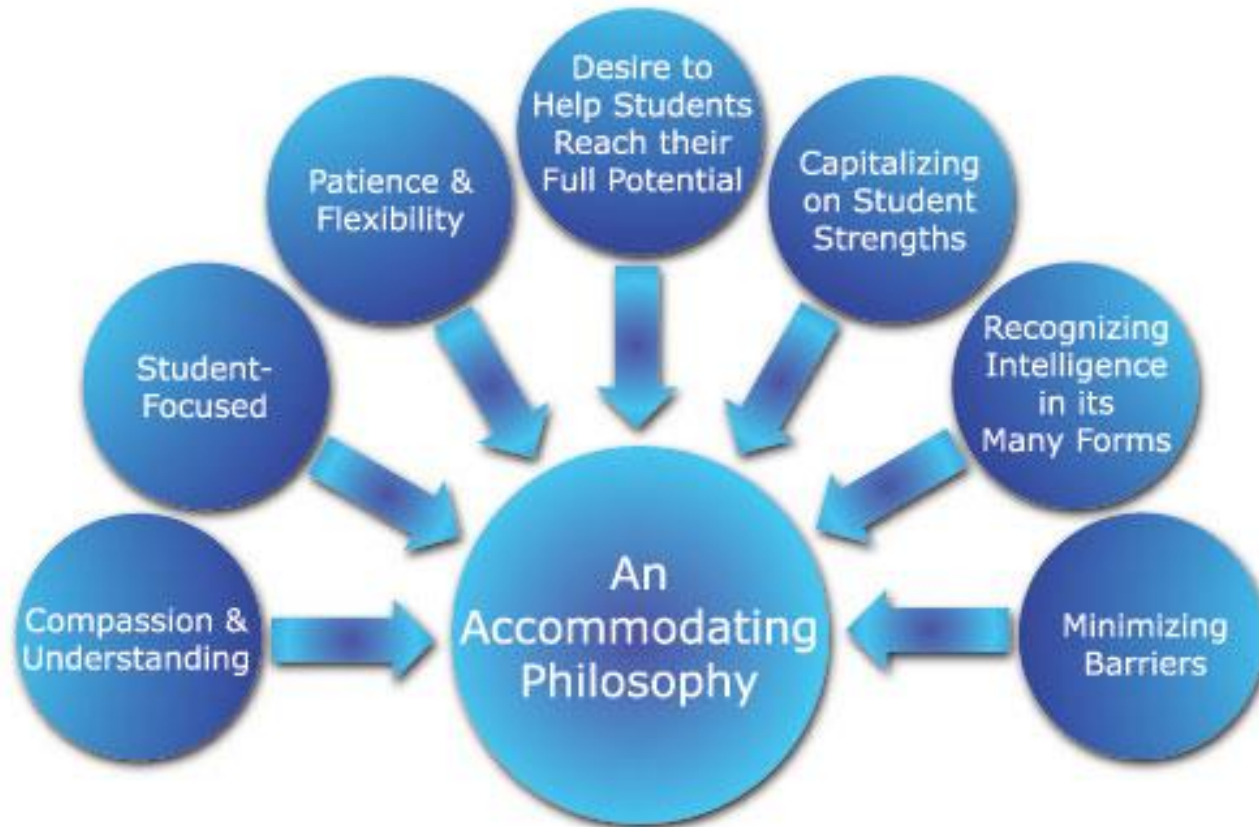 Compassion &
Understanding
Student-
Focused
Patience &
Flexibility
Desire to
Help Students
Reach their
Full Potential
Capitalizing
on Student
Strengths
Recognizing
Intelligence
in its
Many Forms
Minimizing
Barriers
An
Accommodating
Philosophy